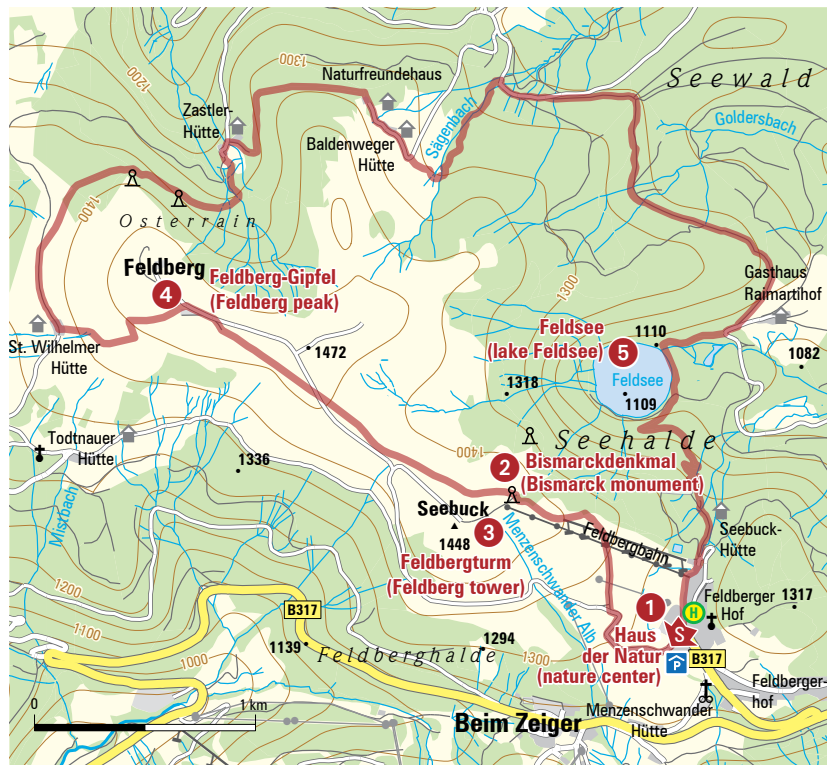 1300
1200
Seewald
Naturfreundehaus
Zastler-
Hütte
Sägenbach
Goldersbach
Baldenweger
Hütte
1400
Osterrain
Feldberg
4
Feldberg-Gipfel
(Feldberg peak)
1300
Gasthaus
Raimartihof
St. Wilhelmer
Hütte
1472
Feldsee
(lake Feldsee)
5
1110
1082
1318
Feldsee
1109
Todtnauer
Hütte
1336
1400
Seehalde
2
Bismarckdenkmal
(Bismarck monument)
Mistbach
Seebuck
1448
3
Feldbergturm
(Feldberg tower)
Menzenschwander Alb
Feldbergbahn
Seebuck-
Hütte
1200
1100
1000
B317
1139
1294
Feldberghalde
1300
1
Haus
der Natur
(nature center)
S
H
P
Feldberger
Hof
1317
B317
Feldberger-
hof
Menzenschwander
Hütte
Beim Zeiger
0
1 km